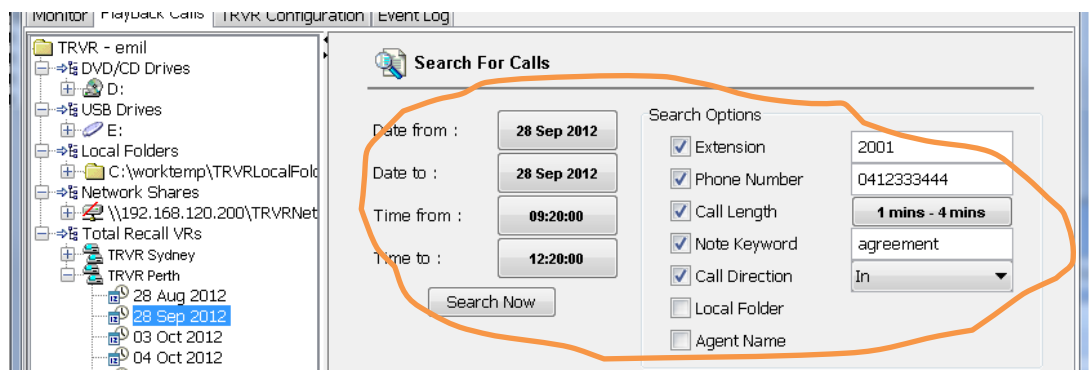 Monitor Playback Calls TRVR Configuration Event Log
TRVR - emil
DVD/CD Drives
D:
USB Drives
E:
Local Folders
C:\worktemp\TRVRLocalFold
Network Shares
\\192.168.120.200\TRVRNet
Total Recall VRs
TRVR Sydney
TRVR Perth
28 Aug 2012
28 Sep 2012
03 Oct 2012
04 Oct 2012
Search For Calls
Date from : 28 Sep 2012
Date to : 28 Sep 2012
Time from : 09:20:00
Time to : 12:20:00
Search Now
Search Options
Extension 2001
Phone Number 0412333444
Call Length 1 mins - 4 mins
Note Keyword agreement
Call Direction In
Local Folder
Agent Name